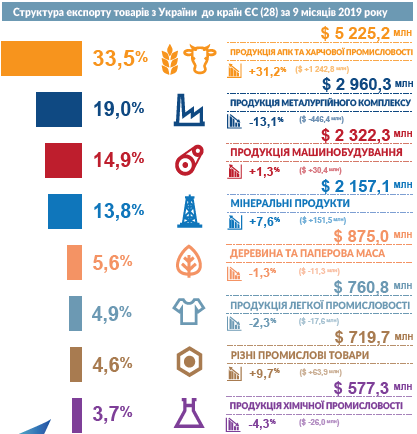 Структура експорту товарів з України до країн ЄС (28) за 9 місяців 2019 року
$ 5 225,2 млн
33,5%
ПРОДУКЦІЯ АПК ТА ХАРЧОВОЇ ПРОМИСЛОВОСТІ
+31,2% ($ +1 242,8 млн)
$ 2 960,3 млн
19,0%
ПРОДУКЦІЯ МЕТАЛУРГІЙНОГО КОМПЛЕКСУ
-13,1% ($ -446,4 млн)
$ 2 322,3 млн
14,9%
ПРОДУКЦІЯ МАШИНОБУДУВАННЯ
+1,3% ($ +30,4 млн)
$ 2 157,1 млн
13,8%
МІНЕРАЛЬНІ ПРОДУКТИ
+7,6% ($ +151,5 млн)
$ 875,0 млн
5,6%
ДЕРЕВИНА ТА ПАПЕРОВА МАСА
-1,3% ($ -11,3 млн)
$ 760,8 млн
4,9%
ПРОДУКЦІЯ ЛЕГКОЇ ПРОМИСЛОВОСТІ
-2,3% ($ -17,6 млн)
$ 719,7 млн
4,6%
РІЗНІ ПРОМИСЛОВІ ТОВАРИ
+9,7% ($ +63,9 млн)
$ 577,3 млн
3,7%
ПРОДУКЦІЯ ХІМІЧНОЇ ПРОМИСЛОВОСТІ
-4,3% ($ -26,0 млн)